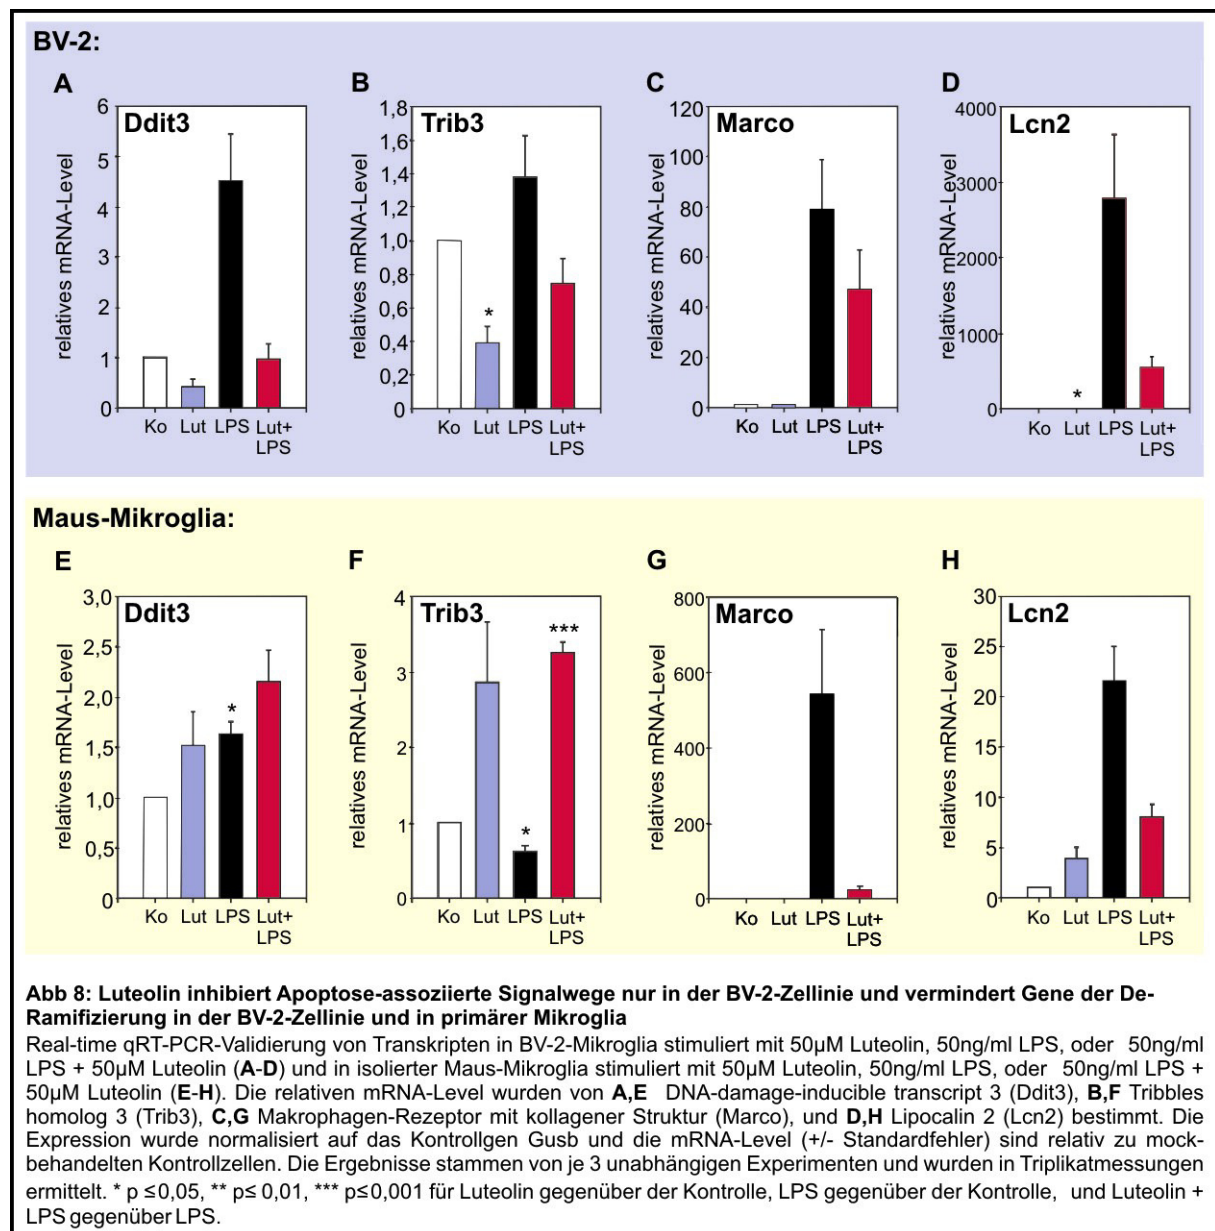 BV-2:
A
B
C
D
Ddit3
Trib3
Marco
Lcn2
relatives mRNA-Level
6
5
4
3
2
1
0
Ko Lut LPS Lut+
LPS
relatives mRNA-Level
1,8
1,6
1,4
1,2
1,0
0,8
0,6
0,4
0,2
0
*
Ko Lut LPS Lut+
LPS
relatives mRNA-Level
120
100
80
60
40
20
0
Ko Lut LPS Lut+
LPS
relatives mRNA-Level
4000
3000
2000
1000
0
*
Ko Lut LPS Lut+
LPS
Maus-Mikroglia:
E
F
G
H
Ddit3
Trib3
Marco
Lcn2
relatives mRNA-Level
3,0
2,5
2,0
1,5
1,0
0,5
0
*
Ko Lut LPS Lut+
LPS
relatives mRNA-Level
4
3
2
1
0
*
***
Ko Lut LPS Lut+
LPS
relatives mRNA-Level
800
600
400
200
0
Ko Lut LPS Lut+
LPS
relatives mRNA-Level
30
25
20
15
10
5
0
Ko Lut LPS Lut+
LPS
Abb 8: Luteolin inhibiert Apoptose-assoziierte Signalwege nur in der BV-2-Zellinie und vermindert Gene der De-
Ramifizierung in der BV-2-Zellinie und in primärer Mikroglia
Real-time qRT-PCR-Validierung von Transkripten in BV-2-Mikroglia stimuliert mit 50µM Luteolin, 50ng/ml LPS, oder 50ng/ml
LPS + 50µM Luteolin (A-D) und in isolierter Maus-Mikroglia stimuliert mit 50µM Luteolin, 50ng/ml LPS, oder 50ng/ml LPS +
50µM Luteolin (E-H). Die relativen mRNA-Level wurden von A,E DNA-damage-inducible transcript 3 (Ddit3), B,F Tribbles
homolog 3 (Trib3), C,G Makrophagen-Rezeptor mit kollagener Struktur (Marco), und D,H Lipocalin 2 (Lcn2) bestimmt. Die
Expression wurde normalisiert auf das Kontrollgen Gusb und die mRNA-Level (+/- Standardfehler) sind relativ zu mock-
behandelten Kontrollzellen. Die Ergebnisse stammen von je 3 unabhängigen Experimenten und wurden in Triplikatmessungen
ermittelt. * p ≤0,05, ** p≤ 0,01, *** p≤0,001 für Luteolin gegenüber der Kontrolle, LPS gegenüber der Kontrolle, und Luteolin +
LPS gegenüber LPS.